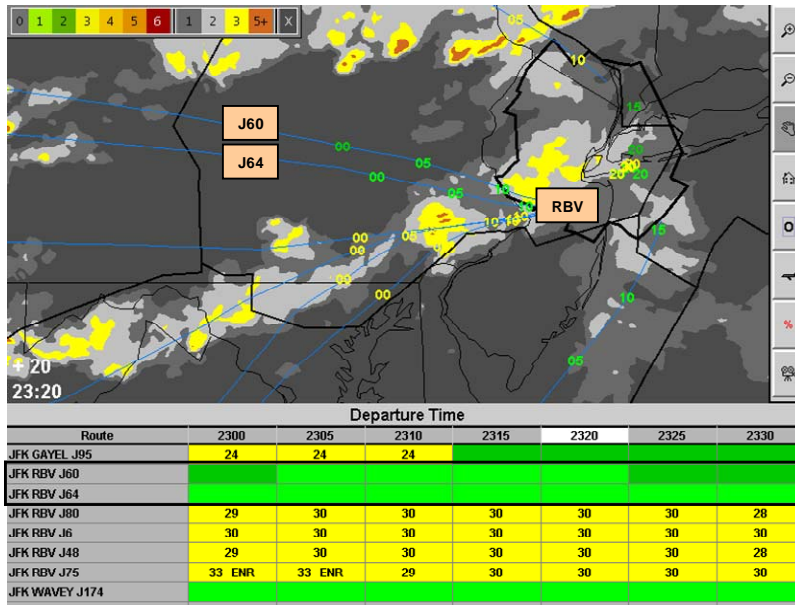 0 1 2 3 4 5 6 1 2 3 5+ X
05
10
15
J60
00
J64
05
20
20
20
00
05
10
RBV
15
00
05
10
00
00
00
10
05
+ 20
23:20
Departure Time
Route 2300 2305 2310 2315 2320 2325 2330
JFK GAYEL J95 24 24 24
JFK RBV J60
JFK RBV J64
JFK RBV J80 29 30 30 30 30 30 28
JFK RBV J6 30 30 30 30 30 30 30
JFK RBV J48 29 30 30 30 30 30 28
JFK RBV J75 33 ENR 33 ENR 29 30 30 30 30
JFK WAVEY J174
%